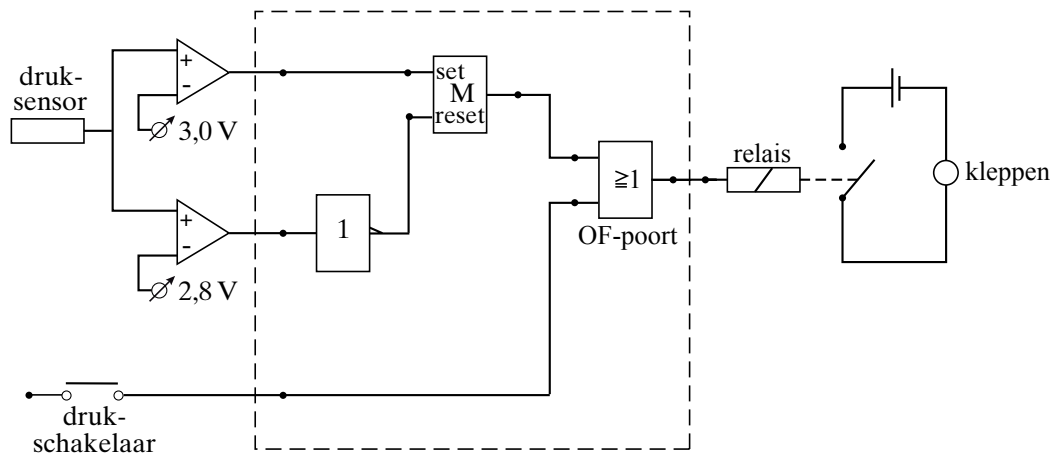 druk-
sensor
+
-
3,0 V
set
M
reset
+
-
2,8 V
1
≧1
OF-poort
relais
kleppen
druk-
schakelaar